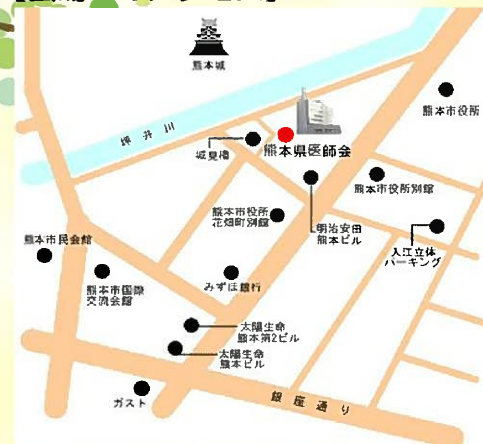 熊本城
熊本市役所
坪井川
城見櫓
熊本県医師会
熊本市役所別館
熊本市役所
花畑町別館
明治安田
熊本ビル
入江立体
パーキング
熊本市民会館
熊本市国際
交流会館
みずほ銀行
太陽生命
熊本第2ビル
太陽生命
熊本ビル
ガスト
銀座通り